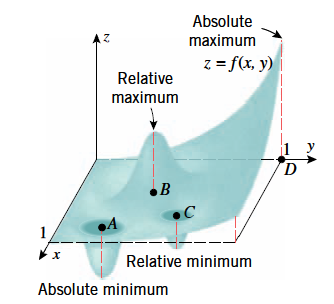 Absolute
maximum
z
z = f(x, y)
Relative
maximum
1 y
D
B
C
A
1
x
Relative minimum
Absolute minimum